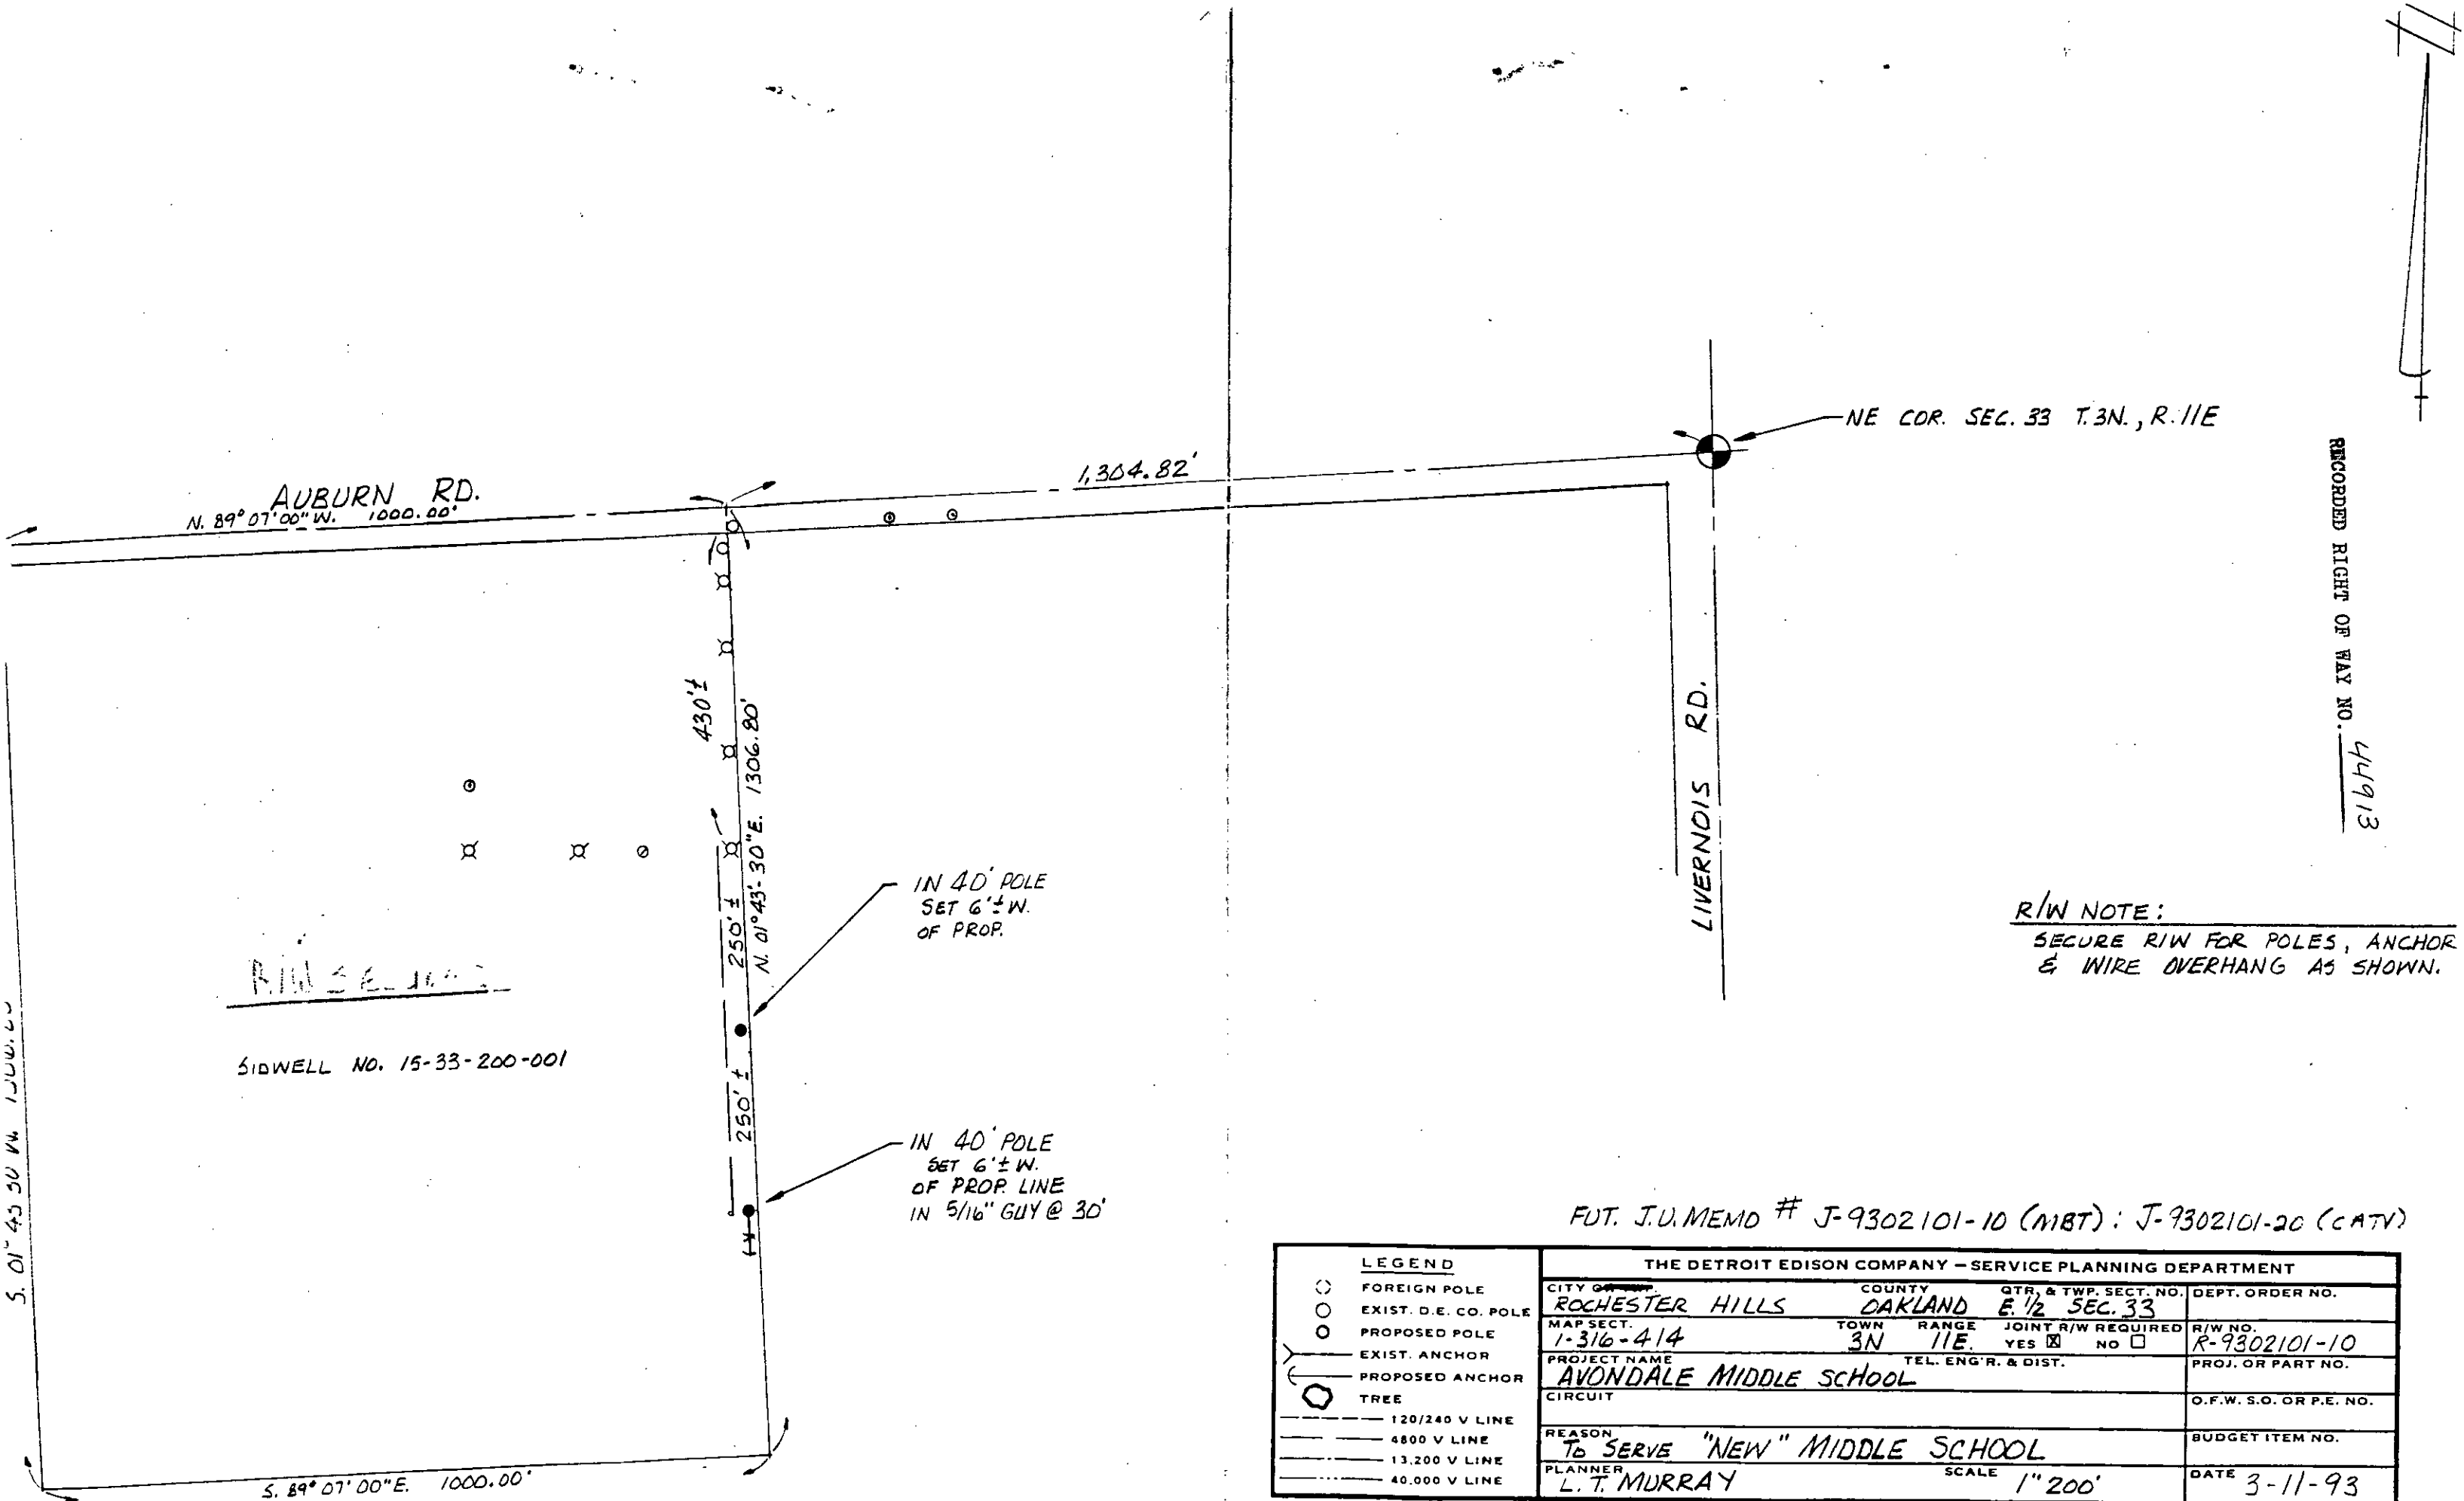 NE COR. SEC. 33 T.3N., R.11E
1,304.82'
AUBURN RD.
N. 89° 07' 00" W. 1000.00'
RECORDED RIGHT OF WAY NO. 44913
430'±
N. 01° 43'- 30" E. 1306.80'
LIVERNOIS RD.
250' ±
IN 40' POLE
SET 6'± W.
OF PROP.
R/W NOTE:
SECURE R/W FOR POLES, ANCHOR
& WIRE OVERHANG AS SHOWN.
R/W
SIDWELL NO. 15-33-200-001
S. 01° 43 30 W.
250' ±
IN 40' POLE
SET 6'± W.
OF PROP. LINE
IN 5/16" GUY @ 30'
S. 89° 07' 00" E. 1000.00'
FUT. J.U. MEMO # J-9302101-10 (MBT): J-9302101-20 (CATV)
LEGEND
FOREIGN POLE
EXIST. D.E. CO. POLE
PROPOSED POLE
EXIST. ANCHOR
PROPOSED ANCHOR
TREE
120/240 V LINE
4800 V LINE
13,200 V LINE
40,000 V LINE
THE DETROIT EDISON COMPANY – SERVICE PLANNING DEPARTMENT
CITY COUNTY QTR. & TWP. SECT. NO. DEPT. ORDER NO.
ROCHESTER HILLS OAKLAND E. 1/2 SEC. 33
MAP SECT. TOWN RANGE JOINT R/W REQUIRED R/W NO.
1-316-414 3N 11E. YES ☒ NO ☐ R-9302101-10
PROJECT NAME TEL. ENG'R. & DIST. PROJ. OR PART NO.
AVONDALE MIDDLE SCHOOL
CIRCUIT O.F.W. S.O. OR P.E. NO.
REASON BUDGET ITEM NO.
TO SERVE "NEW" MIDDLE SCHOOL
PLANNER SCALE DATE
L.T. MURRAY 1" 200' 3-11-93